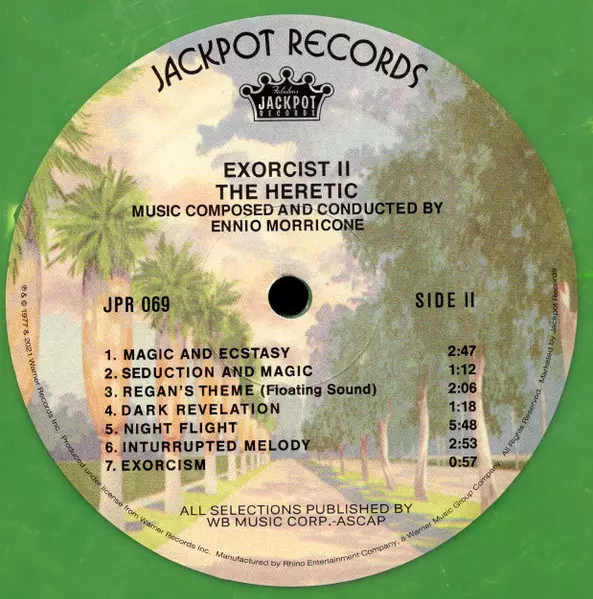 JACKPOT RECORDS
Fabulous
JACKPOT
RECORDS
EXORCIST II
THE HERETIC
MUSIC COMPOSED AND CONDUCTED BY
ENNIO MORRICONE
JPR 069
SIDE II
1. MAGIC AND ECSTASY 2:47
2. SEDUCTION AND MAGIC 1:12
3. REGAN'S THEME (Floating Sound) 2:06
4. DARK REVELATION 1:18
5. NIGHT FLIGHT 5:48
6. INTURRUPTED MELODY 2:53
7. EXORCISM 0:57
ALL SELECTIONS PUBLISHED BY
WB MUSIC CORP.-ASCAP
℗ & © 1977 & 2021 Warner Records Inc. Produced under license from Warner Records Inc. Manufactured by Rhino Entertainment Company, a Warner Music Group Company. All Rights Reserved. Marketed by Jackpot Records